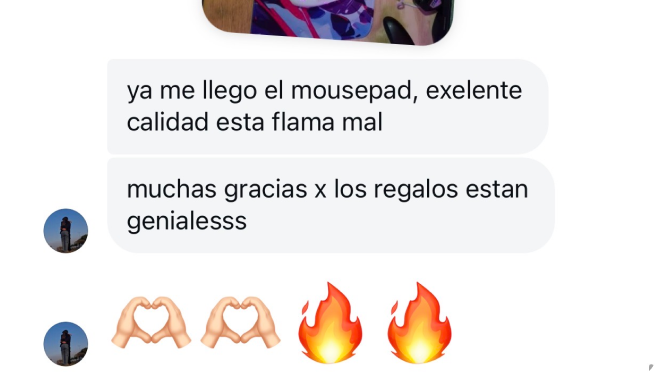 ya me llego el mousepad, exelente
calidad esta flama mal
muchas gracias x los regalos estan
genialesss